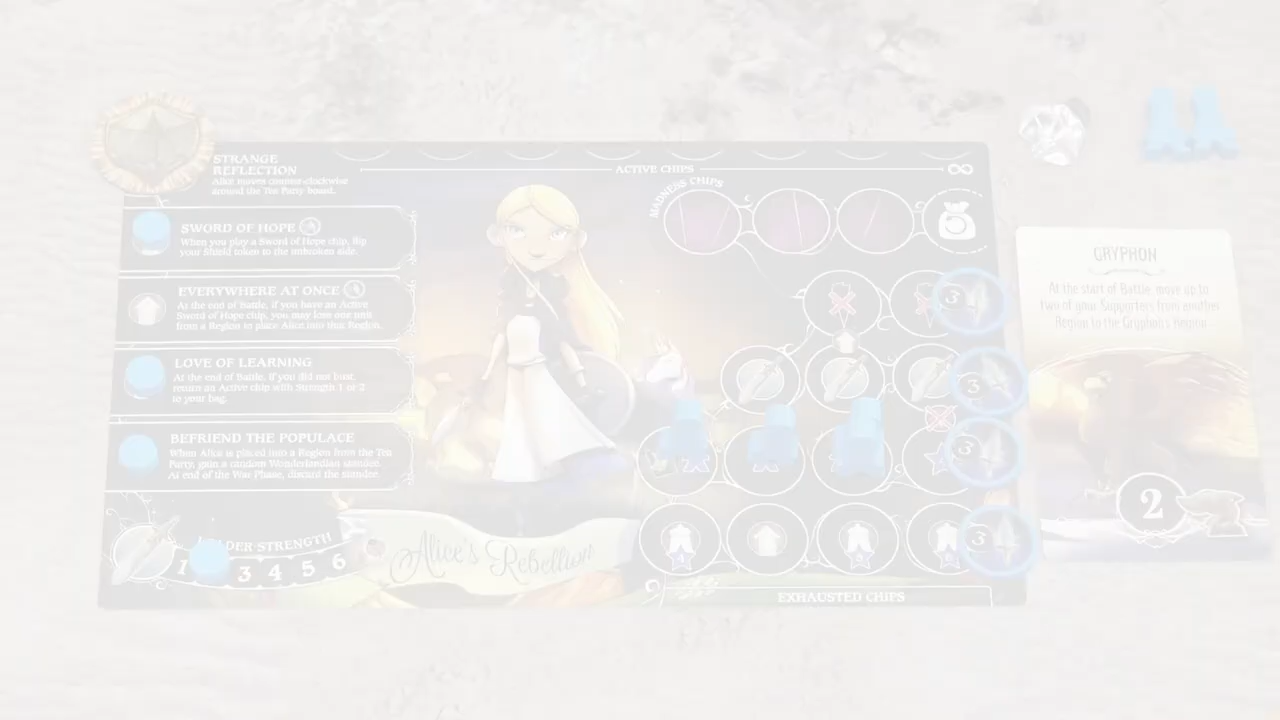 STRANGE
REFLECTION
Alice moves counter-clockwise
around the Tea Party board.
SWORD OF HOPE
When you play a Sword of Hope chip, flip
your Shield token to the unbroken side.
EVERYWHERE AT ONCE
At the end of Battle, if you have an Active
Sword of Hope chip, you may lose one unit
from a Region to place Alice into that Region.
LOVE OF LEARNING
At the end of Battle, if you did not bust,
return an Active chip with Strength 1 or 2
to your bag.
BEFRIEND THE POPULACE
When Alice is placed into a Region from the Tea
Party, gain a random Wonderlandian standee.
At end of the War Phase, discard the standee.
STRENGTH
1 3 4 5 6
Alice's Rebellion
ACTIVE CHIPS
MADNESS CHIPS
3
3
3
3
EXHAUSTED CHIPS
GRYPHON
At the start of Battle, move up to
two of your Supporters from another
Region to the Gryphon's region.
2